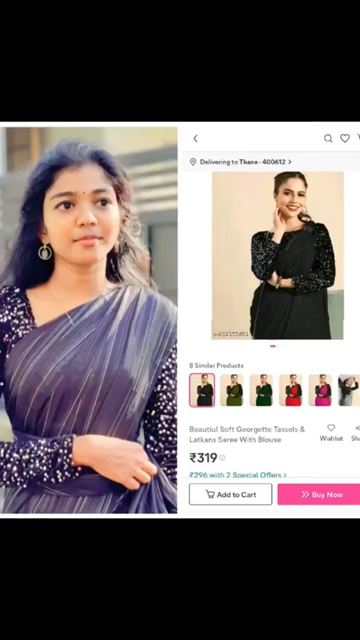 Delivering to Thane - 400612
8 Similar Products
Beautiul Soft Georgette Tassels &
Latkans Saree With Blouse
Wishlist
₹319
₹296 with 2 Special Offers
Add to Cart
Buy Now